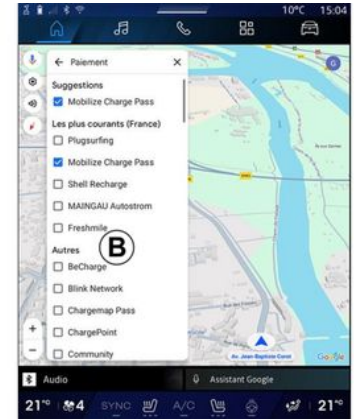 10°C 15:04
G
← Paiement ×
Suggestions
Mobilize Charge Pass
Les plus courants (France)
Plugsurfing
Mobilize Charge Pass
Shell Recharge
MAINGAU Autostrom
Freshmile
B
Autres
BeCharge
Blink Network
Chargemap Pass
ChargePoint
Community
+
−
Av. Jean-Baptiste Corot
Google
Audio
Assistant Google
21° 4 SYNC A/C 21°